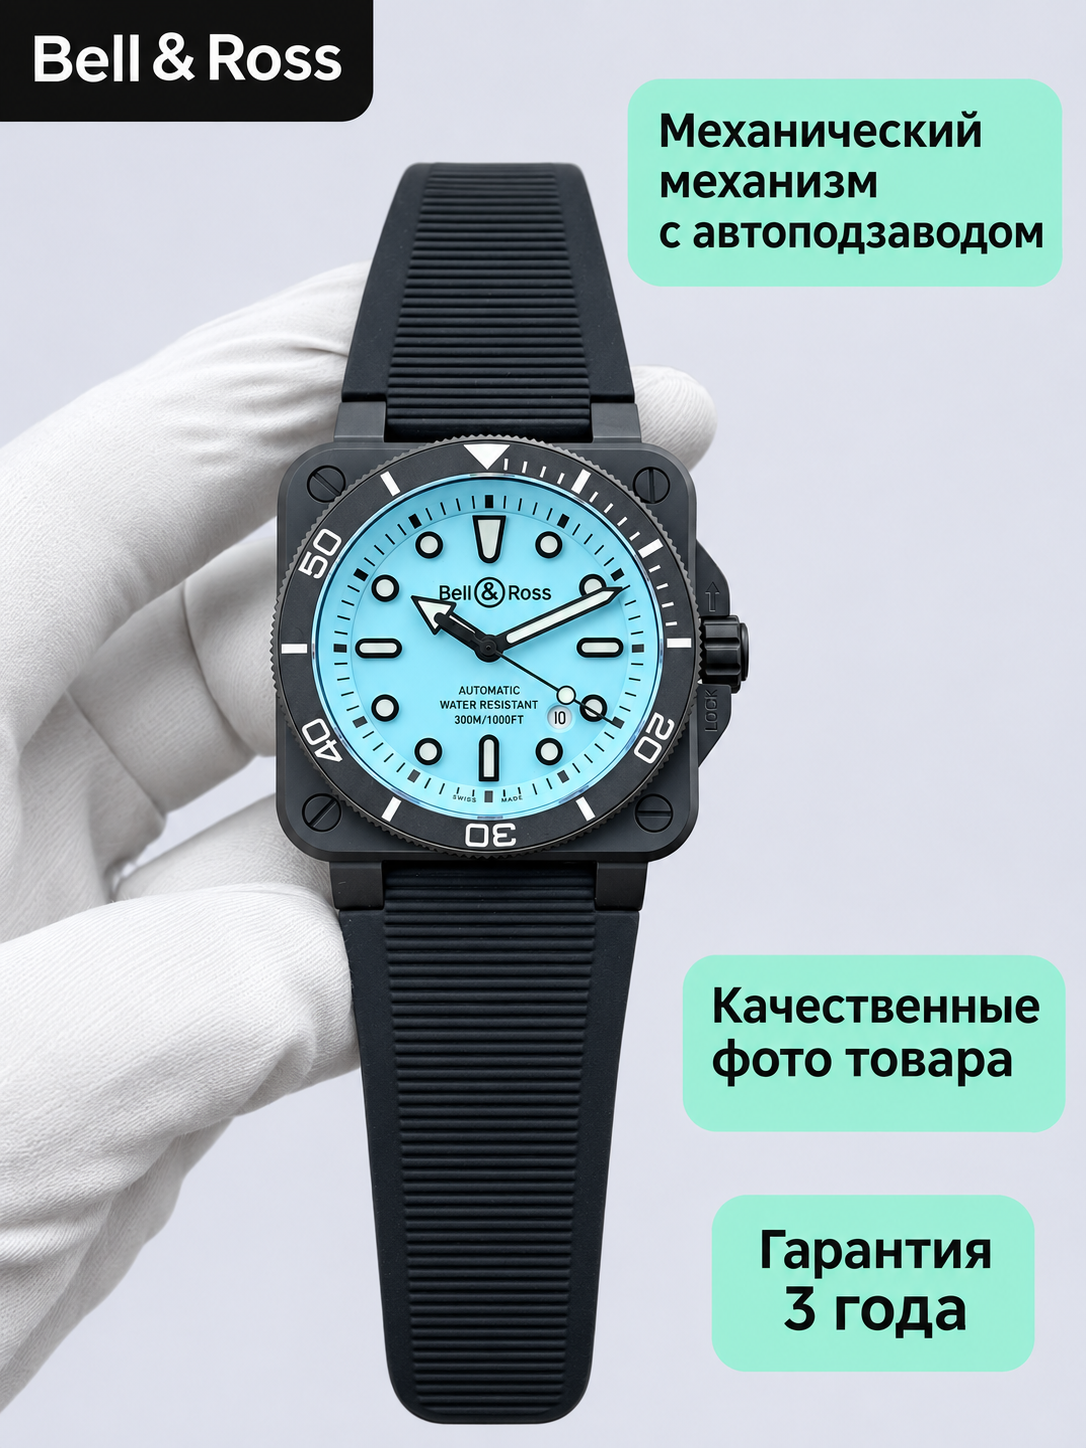 Bell & Ross
Механический
механизм
с автоподзаводом
50
Bell & Ross
AUTOMATIC
WATER RESISTANT
300M/1000FT
10
LOCK
40
20
SWISS MADE
30
Качественные
фото товара
Гарантия
3 года